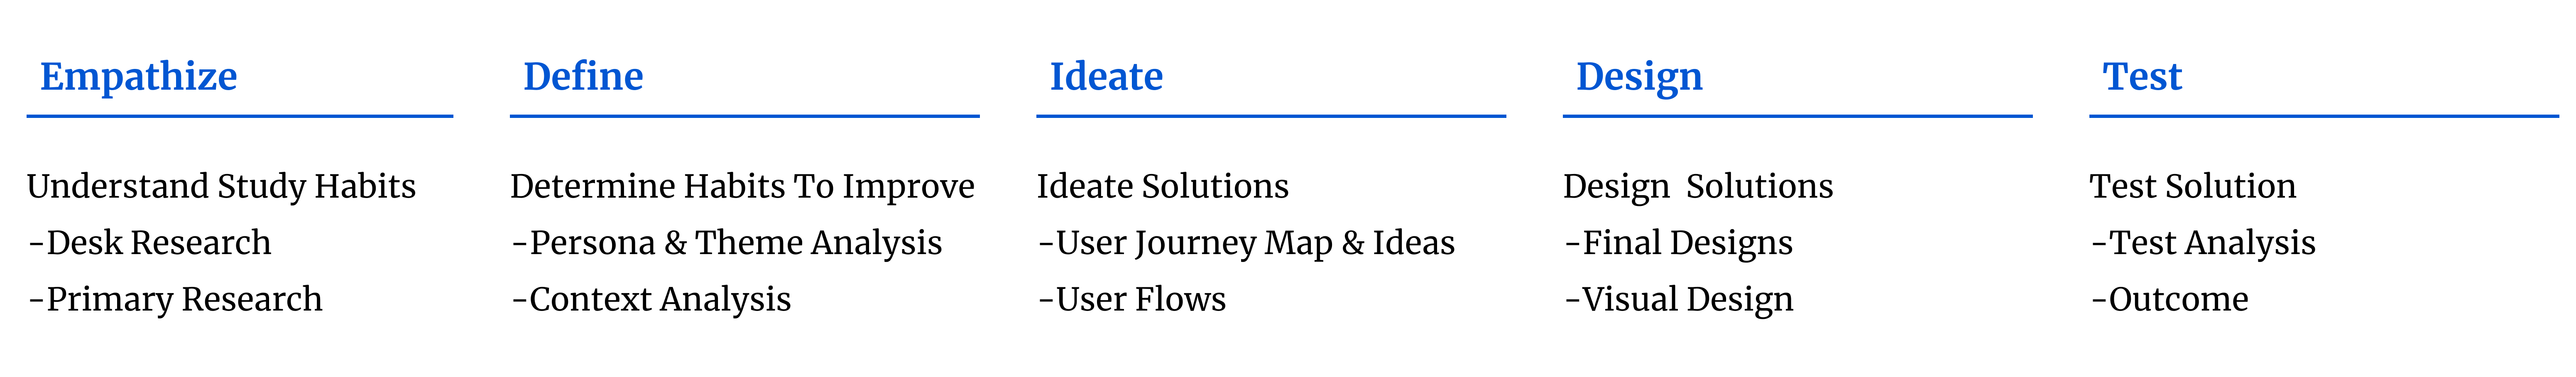 Empathize
Understand Study Habits
-Desk Research
-Primary Research
Define
Determine Habits To Improve
-Persona & Theme Analysis
-Context Analysis
Ideate
Ideate Solutions
-User Journey Map & Ideas
-User Flows
Design
Design  Solutions
-Final Designs
-Visual Design
Test
Test Solution
-Test Analysis
-Outcome